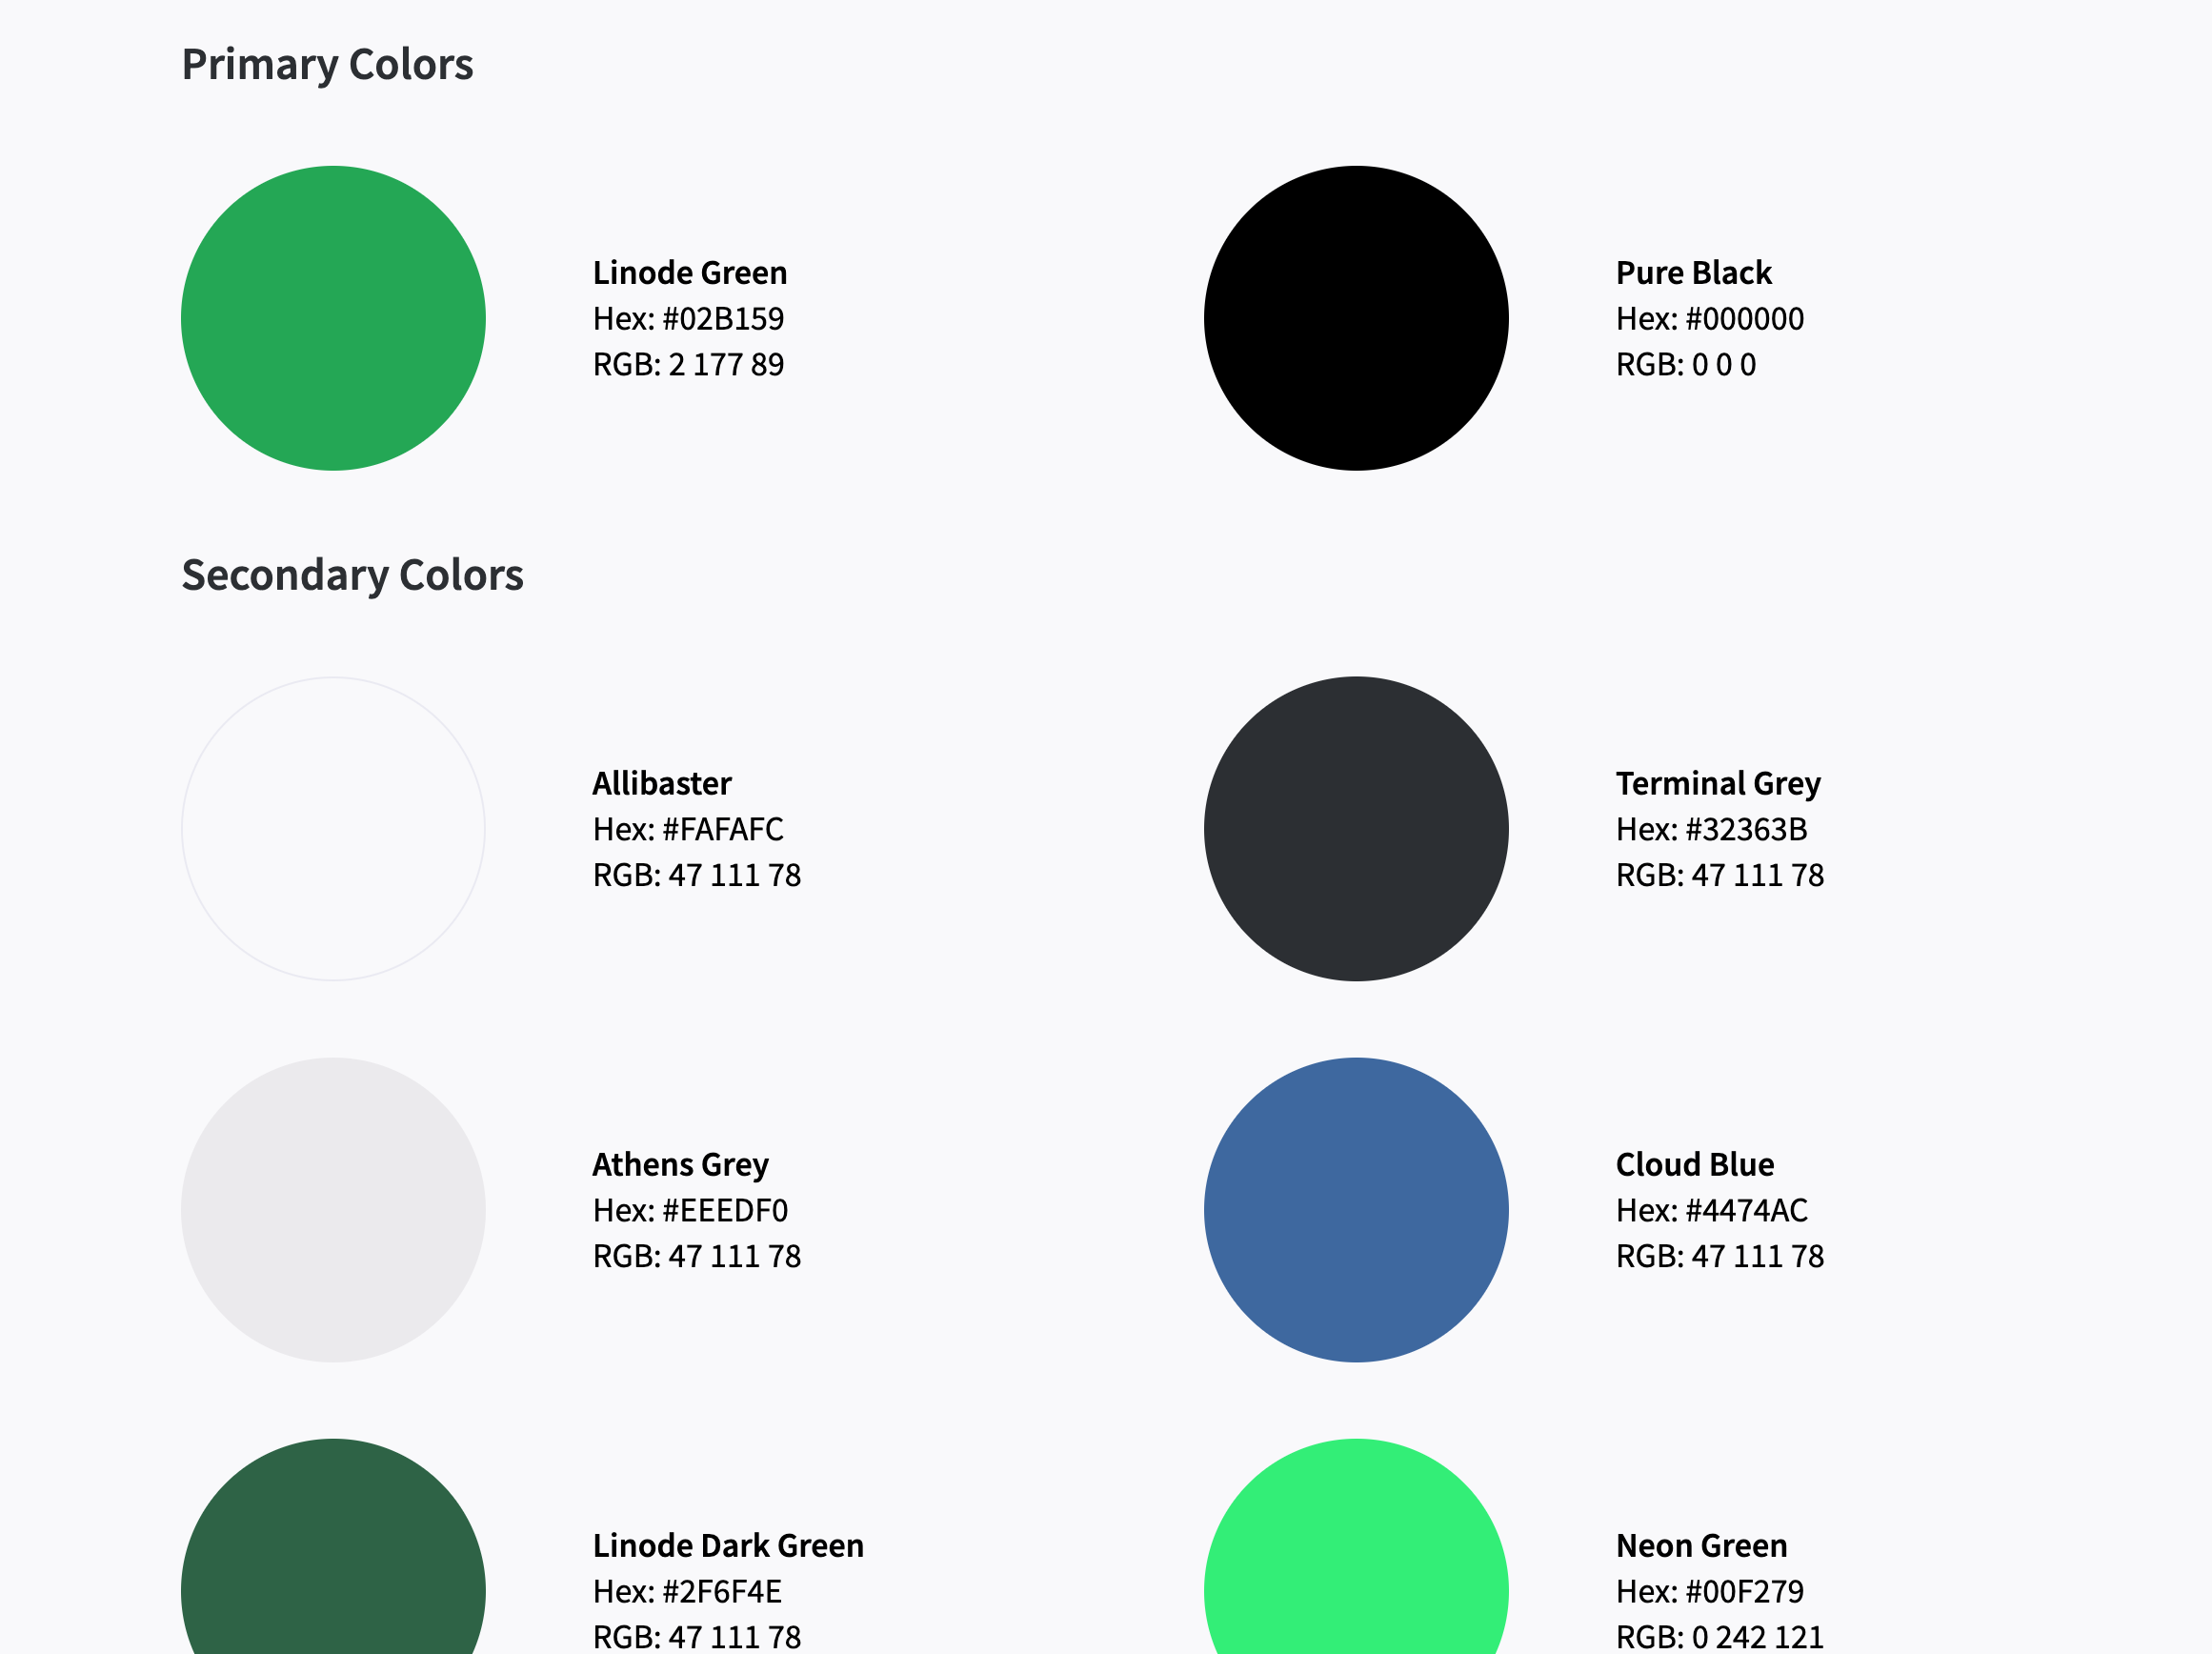 Primary Colors
Linode Green
Hex: #02B159
RGB: 2 177 89
Pure Black
Hex: #000000
RGB: 0 0 0
Secondary Colors
Allibaster
Hex: #FAFAFC
RGB: 47 111 78
Terminal Grey
Hex: #32363B
RGB: 47 111 78
Athens Grey
Hex: #EEEDF0
RGB: 47 111 78
Cloud Blue
Hex: #4474AC
RGB: 47 111 78
Linode Dark Green
Hex: #2F6F4E
RGB: 47 111 78
Neon Green
Hex: #00F279
RGB: 0 242 121